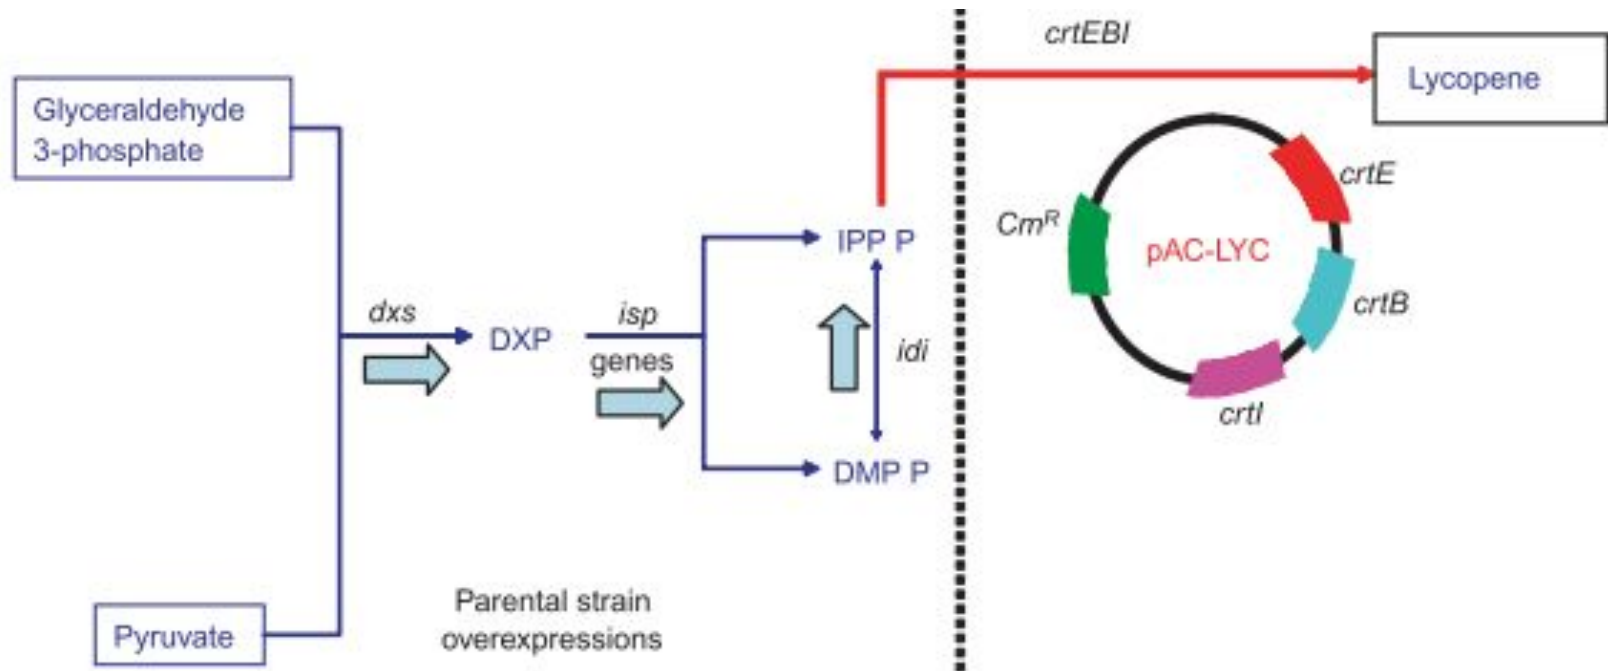 crtEBI
Lycopene
Glyceraldehyde
3-phosphate
crtE
CmR
IPP P
pAC-LYC
crtB
dxs
DXP
isp
genes
idi
crtI
DMP P
Parental strain
overexpressions
Pyruvate